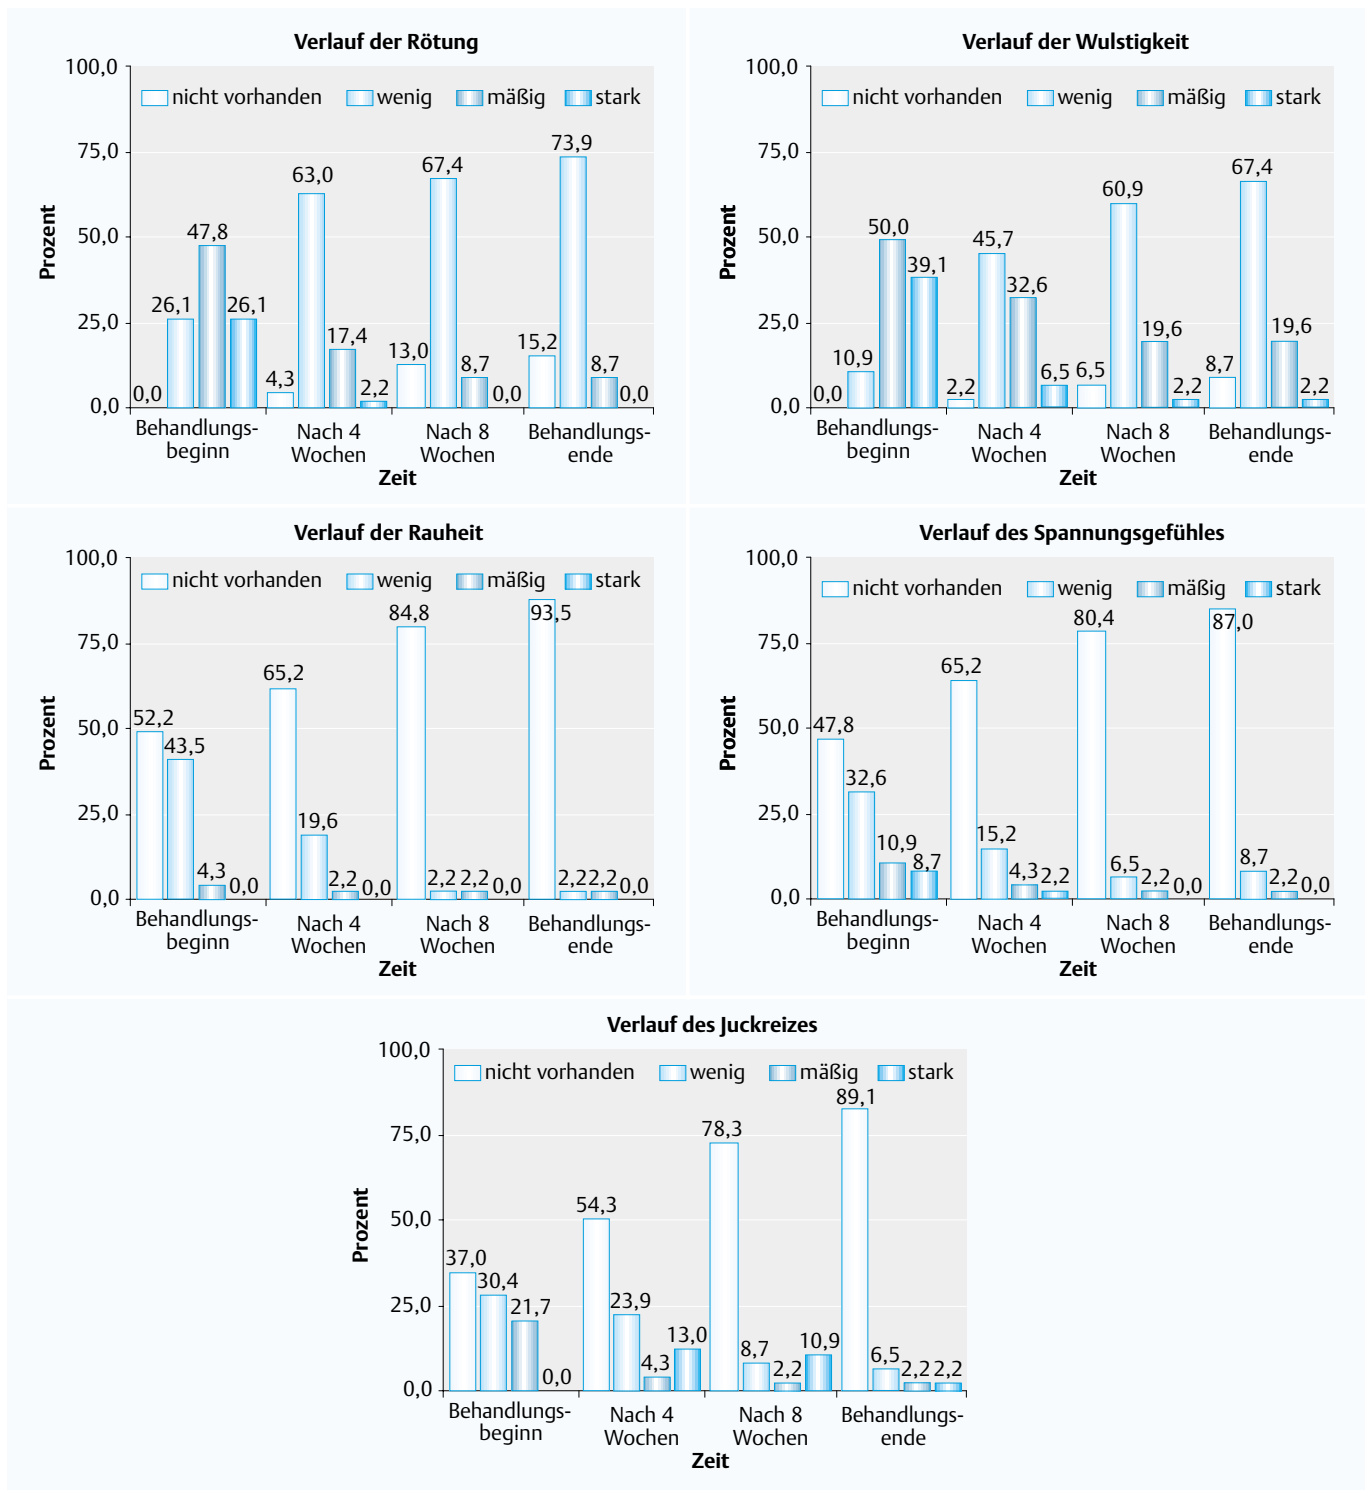 Verlauf der Rötung
100,0
75,0
50,0
25,0
0,0
Prozent
nicht vorhanden wenig mäßig stark
0,0 26,1 47,8 26,1
4,3 63,0 17,4 2,2
13,0 67,4 8,7 0,0
15,2 73,9 8,7 0,0
Behandlungs-
beginn
Nach 4
Wochen
Nach 8
Wochen
Behandlungs-
ende
Zeit
Verlauf der Wulstigkeit
100,0
75,0
50,0
25,0
0,0
Prozent
nicht vorhanden wenig mäßig stark
0,0 10,9 50,0 39,1
2,2 45,7 32,6 6,5
6,5 60,9 19,6 2,2
8,7 67,4 19,6 2,2
Behandlungs-
beginn
Nach 4
Wochen
Nach 8
Wochen
Behandlungs-
ende
Zeit
Verlauf der Rauheit
100,0
75,0
50,0
25,0
0,0
Prozent
nicht vorhanden wenig mäßig stark
52,2 43,5 4,3 0,0
65,2 19,6 2,2 0,0
84,8 2,2 2,2 0,0
93,5 2,2 2,2 0,0
Behandlungs-
beginn
Nach 4
Wochen
Nach 8
Wochen
Behandlungs-
ende
Zeit
Verlauf des Spannungsgefühles
100,0
75,0
50,0
25,0
0,0
Prozent
nicht vorhanden wenig mäßig stark
47,8 32,6 10,9 8,7
65,2 15,2 4,3 2,2
80,4 6,5 2,2 0,0
87,0 8,7 2,2 0,0
Behandlungs-
beginn
Nach 4
Wochen
Nach 8
Wochen
Behandlungs-
ende
Zeit
Verlauf des Juckreizes
100,0
75,0
50,0
25,0
0,0
Prozent
nicht vorhanden wenig mäßig stark
37,0 30,4 21,7 0,0
54,3 23,9 4,3 13,0
78,3 8,7 2,2 10,9
89,1 6,5 2,2 2,2
Behandlungs-
beginn
Nach 4
Wochen
Nach 8
Wochen
Behandlungs-
ende
Zeit